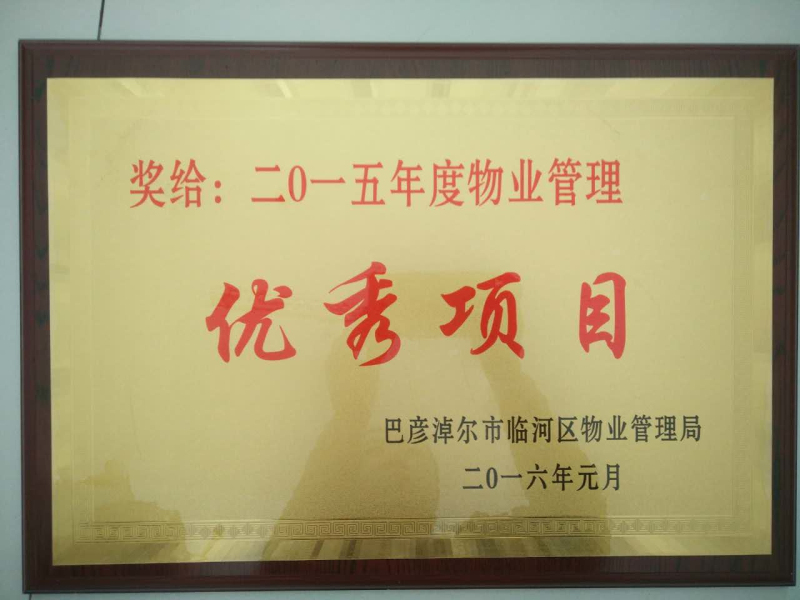 奖给：二0一五年度物业管理
优秀项目
巴彦淖尔市临河区物业管理局
二0一六年元月